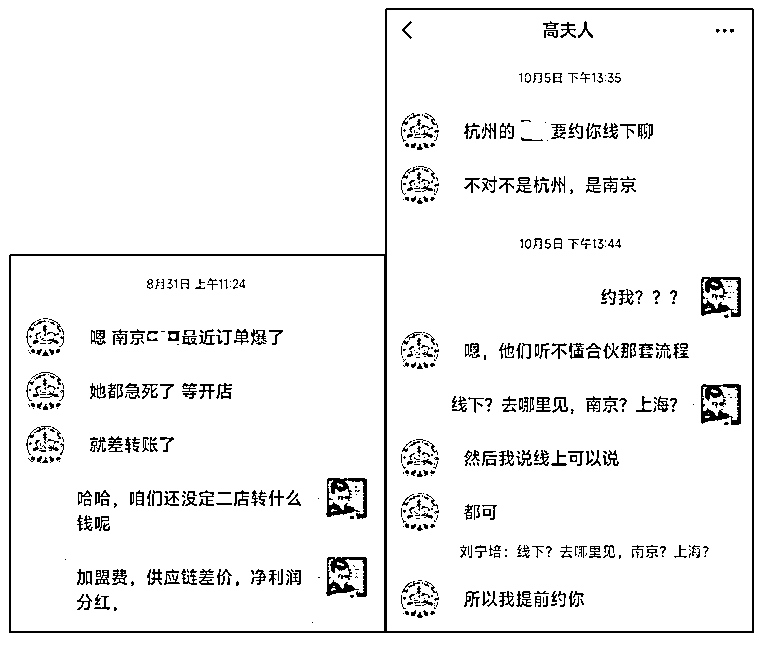 8月31日 上午11:24
嗯 南京 最近订单爆了
她都急死了 等开店
就差转账了
哈哈，咱们还没定二店转什么
钱呢
加盟费，供应链差价，净利润
分红，
高夫人
10月5日 下午13:35
杭州的 要约你线下聊
不对不是杭州，是南京
10月5日 下午13:44
约我？？？
嗯，他们听不懂合伙那套流程
线下？去哪里见，南京？上海？
然后我说线上可以说
都可
刘宁培：线下？去哪里见，南京？上海？
所以我提前约你